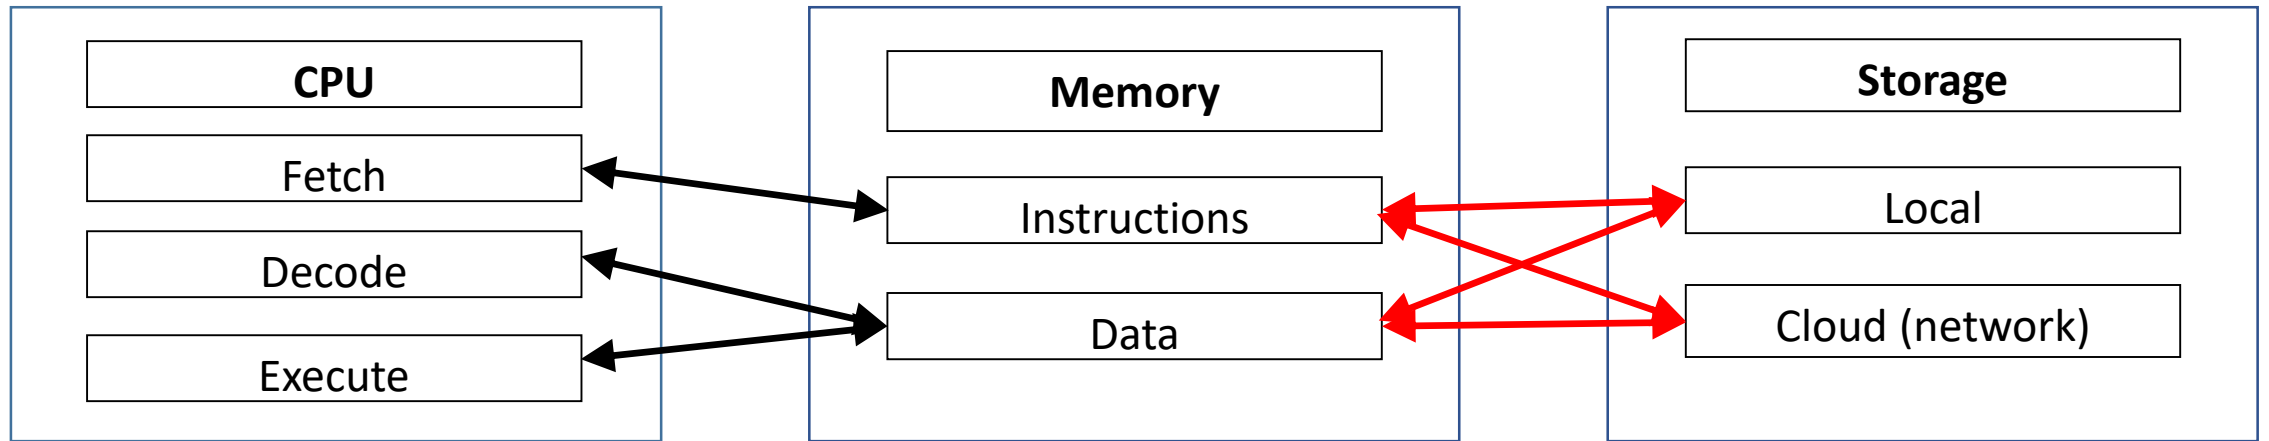 CPU
Fetch
Decode
Execute
Memory
Instructions
Data
Storage
Local
Cloud (network)